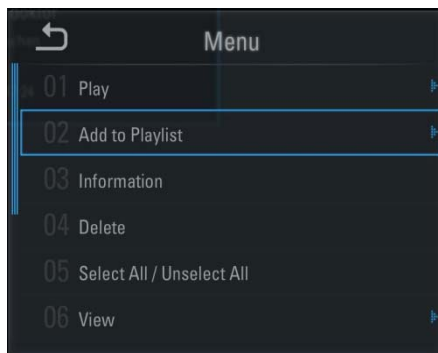 Menu
01 Play
02 Add to Playlist
03 Information
04 Delete
05 Select All / Unselect All
06 View